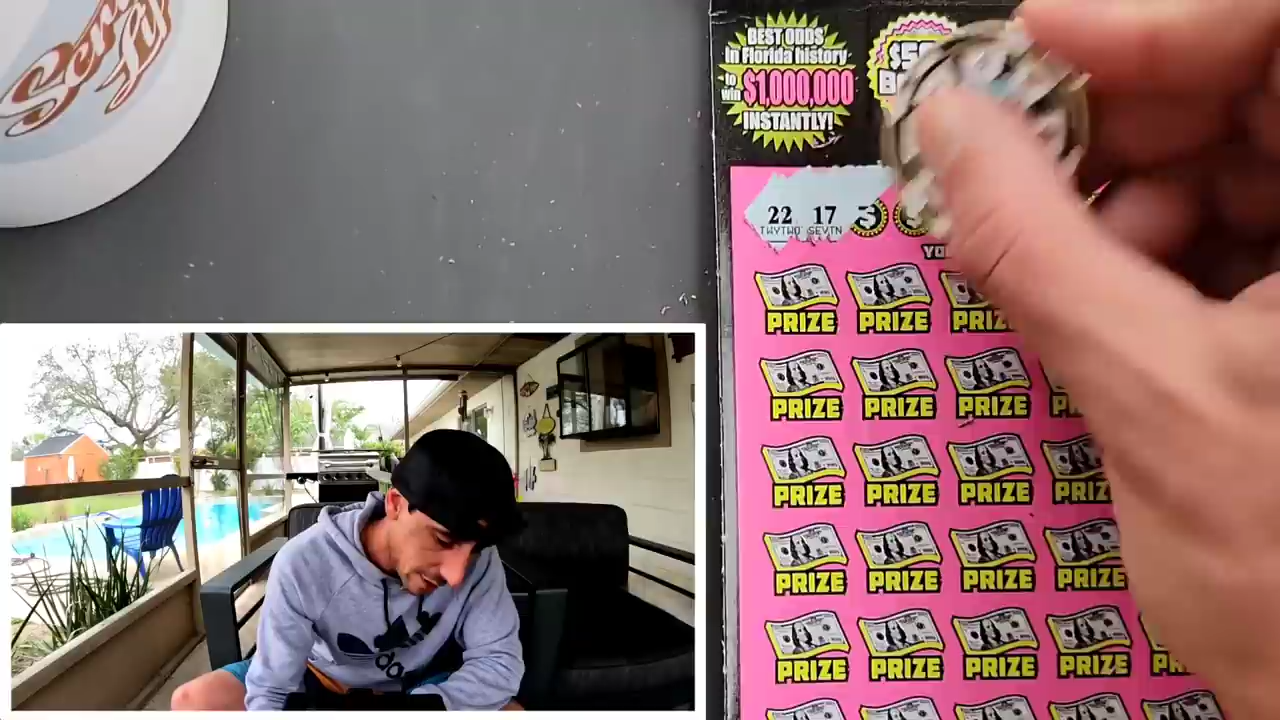 BEST ODDS
In Florida history
to win $1,000,000
INSTANTLY!
22 17
TWYTWO SEVTN
PRIZE PRIZE PRIZE
PRIZE PRIZE PRIZE
PRIZE PRIZE PRIZE PRIZE
PRIZE PRIZE PRIZE PRIZE
PRIZE PRIZE PRIZE PRIZE